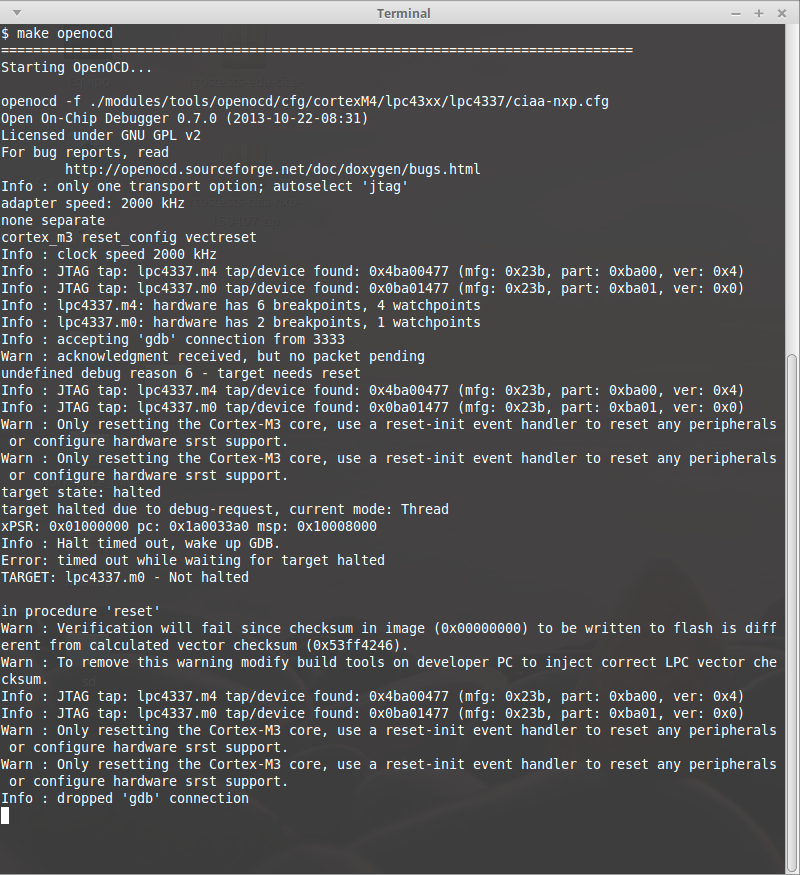 Terminal
$ make openocd
===============================================================================
Starting OpenOCD...
openocd -f ./modules/tools/openocd/cfg/cortexM4/lpc43xx/lpc4337/ciaa-nxp.cfg
Open On-Chip Debugger 0.7.0 (2013-10-22-08:31)
Licensed under GNU GPL v2
For bug reports, read
        http://openocd.sourceforge.net/doc/doxygen/bugs.html
Info : only one transport option; autoselect 'jtag'
adapter speed: 2000 kHz
none separate
cortex_m3 reset_config vectreset
Info : clock speed 2000 kHz
Info : JTAG tap: lpc4337.m4 tap/device found: 0x4ba00477 (mfg: 0x23b, part: 0xba00, ver: 0x4)
Info : JTAG tap: lpc4337.m0 tap/device found: 0x0ba01477 (mfg: 0x23b, part: 0xba01, ver: 0x0)
Info : lpc4337.m4: hardware has 6 breakpoints, 4 watchpoints
Info : lpc4337.m0: hardware has 2 breakpoints, 1 watchpoints
Info : accepting 'gdb' connection from 3333
Warn : acknowledgment received, but no packet pending
undefined debug reason 6 - target needs reset
Info : JTAG tap: lpc4337.m4 tap/device found: 0x4ba00477 (mfg: 0x23b, part: 0xba00, ver: 0x4)
Info : JTAG tap: lpc4337.m0 tap/device found: 0x0ba01477 (mfg: 0x23b, part: 0xba01, ver: 0x0)
Warn : Only resetting the Cortex-M3 core, use a reset-init event handler to reset any peripherals
 or configure hardware srst support.
Warn : Only resetting the Cortex-M3 core, use a reset-init event handler to reset any peripherals
 or configure hardware srst support.
target state: halted
target halted due to debug-request, current mode: Thread
xPSR: 0x01000000 pc: 0x1a0033a0 msp: 0x10008000
Info : Halt timed out, wake up GDB.
Error: timed out while waiting for target halted
TARGET: lpc4337.m0 - Not halted
in procedure 'reset'
Warn : Verification will fail since checksum in image (0x00000000) to be written to flash is diff
erent from calculated vector checksum (0x53ff4246).
Warn : To remove this warning modify build tools on developer PC to inject correct LPC vector che
cksum.
Info : JTAG tap: lpc4337.m4 tap/device found: 0x4ba00477 (mfg: 0x23b, part: 0xba00, ver: 0x4)
Info : JTAG tap: lpc4337.m0 tap/device found: 0x0ba01477 (mfg: 0x23b, part: 0xba01, ver: 0x0)
Warn : Only resetting the Cortex-M3 core, use a reset-init event handler to reset any peripherals
 or configure hardware srst support.
Warn : Only resetting the Cortex-M3 core, use a reset-init event handler to reset any peripherals
 or configure hardware srst support.
Info : dropped 'gdb' connection